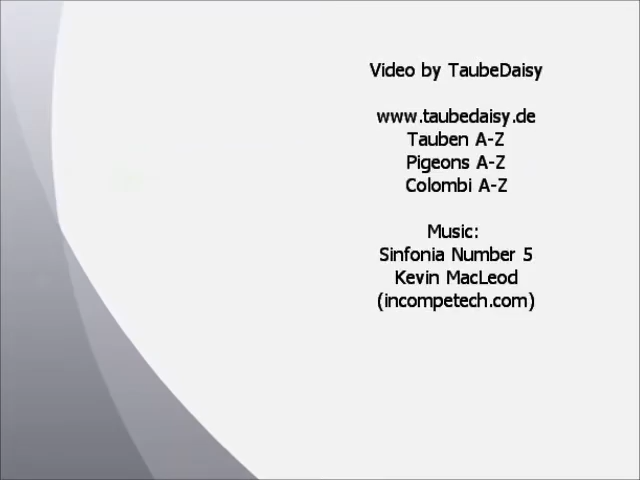 Video by TaubeDaisy
www.taubedaisy.de
Tauben A-Z
Pigeons A-Z
Colombi A-Z
Music:
Sinfonia Number 5
Kevin MacLeod
(incompetech.com)